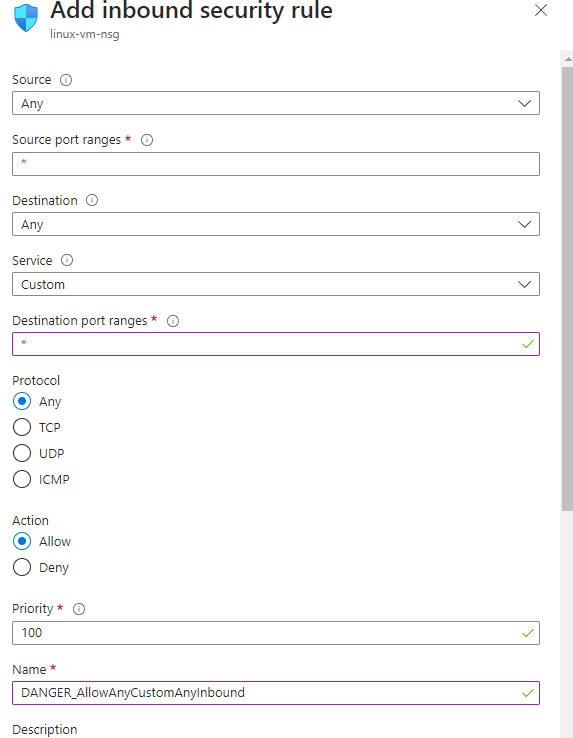 Add inbound security rule
linux-vm-nsg
Source
Any
Source port ranges *
*
Destination
Any
Service
Custom
Destination port ranges *
*
Protocol
Any
TCP
UDP
ICMP
Action
Allow
Deny
Priority *
100
Name *
DANGER_AllowAnyCustomAnyInbound
Description